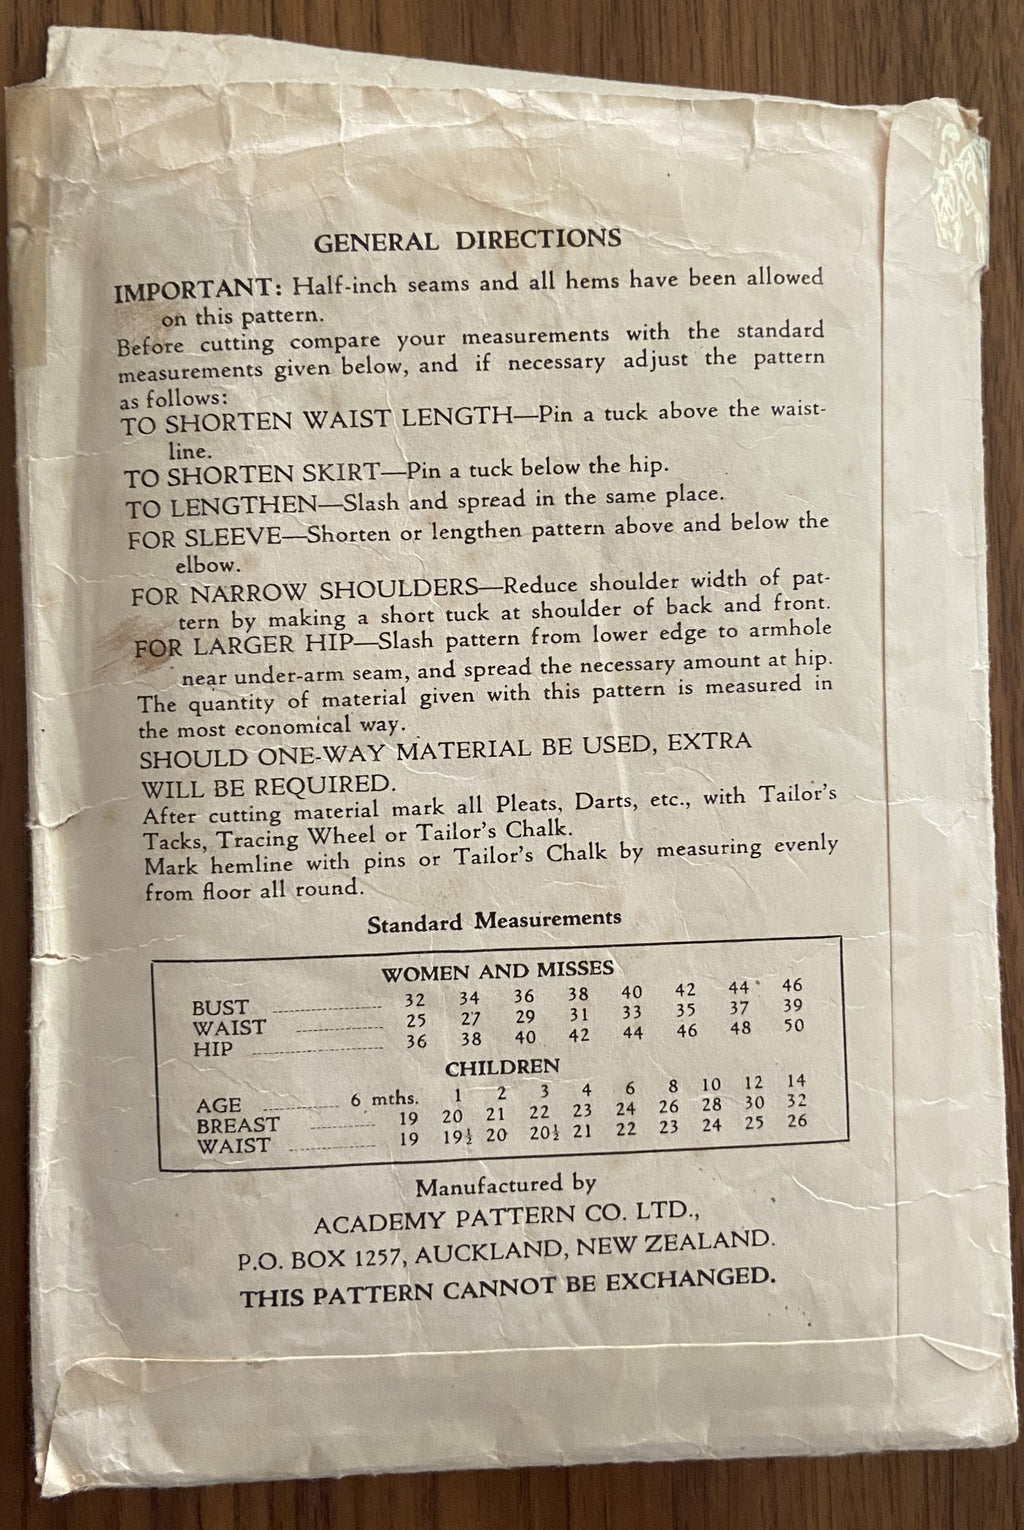 GENERAL DIRECTIONS
IMPORTANT: Half-inch seams and all hems have been allowed
on this pattern.
Before cutting compare your measurements with the standard
measurements given below, and if necessary adjust the pattern
as follows:
TO SHORTEN WAIST LENGTH—Pin a tuck above the waist-
line.
TO SHORTEN SKIRT—Pin a tuck below the hip.
TO LENGTHEN—Slash and spread in the same place.
FOR SLEEVE—Shorten or lengthen pattern above and below the
elbow.
FOR NARROW SHOULDERS—Reduce shoulder width of pat-
tern by making a short tuck at shoulder of back and front.
FOR LARGER HIP—Slash pattern from lower edge to armhole
near under-arm seam, and spread the necessary amount at hip.
The quantity of material given with this pattern is measured in
the most economical way.
SHOULD ONE-WAY MATERIAL BE USED, EXTRA
WILL BE REQUIRED.
After cutting material mark all Pleats, Darts, etc., with Tailor's
Tacks, Tracing Wheel or Tailor's Chalk.
Mark hemline with pins or Tailor's Chalk by measuring evenly
from floor all round.
Standard Measurements
WOMEN AND MISSES
BUST 32 34 36 38 40 42 44 46
WAIST 25 27 29 31 33 35 37 39
HIP 36 38 40 42 44 46 48 50
CHILDREN
AGE 6 mths. 1 2 3 4 6 8 10 12 14
BREAST 19 20 21 22 23 24 26 28 30 32
WAIST 19 19½ 20 20½ 21 22 23 24 25 26
Manufactured by
ACADEMY PATTERN CO. LTD.,
P.O. BOX 1257, AUCKLAND, NEW ZEALAND.
THIS PATTERN CANNOT BE EXCHANGED.